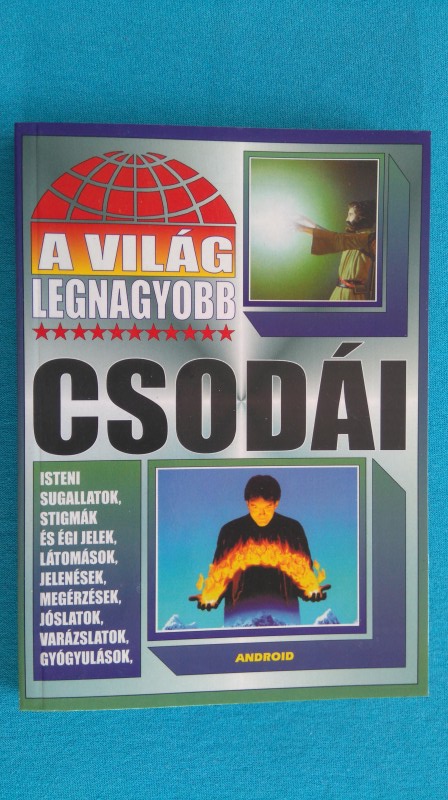 A VILÁG
LEGNAGYOBB
CSODÁI
ISTENI
SUGALLATOK,
STIGMÁK
ÉS ÉGI JELEK,
LÁTOMÁSOK,
JELENÉSEK,
MEGÉRZÉSEK,
JÓSLATOK,
VARÁZSLATOK,
GYÓGYULÁSOK,
ANDROID